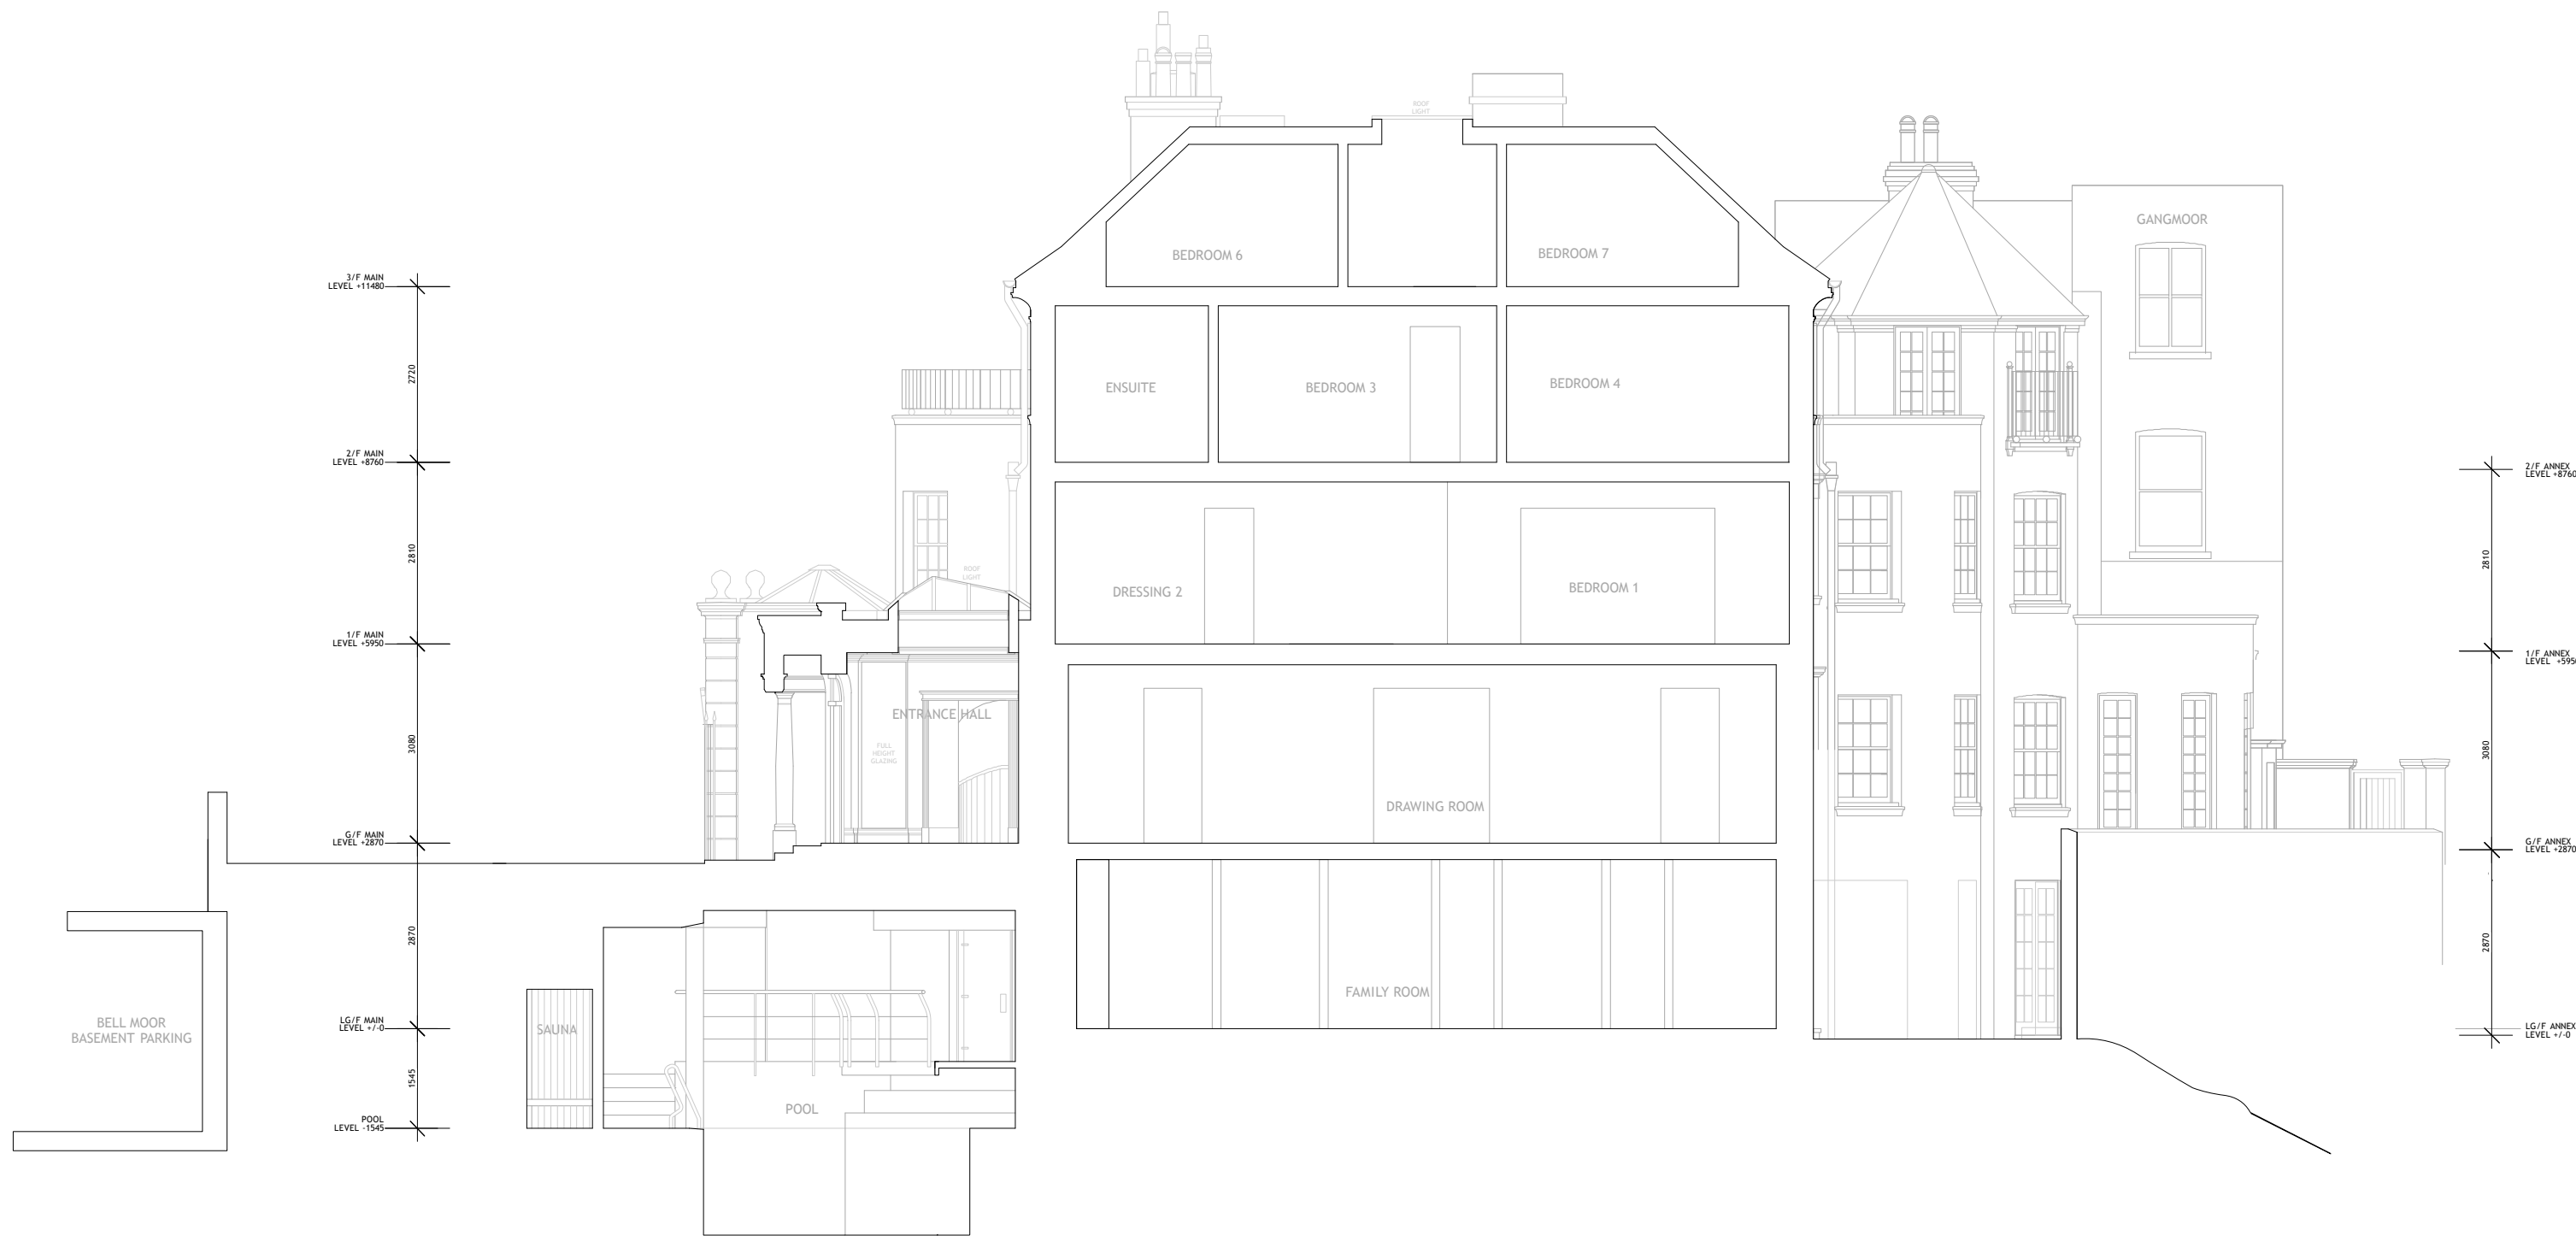 ROOF
LIGHT
GANGMOOR
BEDROOM 6
BEDROOM 7
3/F MAIN
LEVEL +11480
2720
ENSUITE
BEDROOM 3
BEDROOM 4
2/F MAIN
LEVEL +8760
2/F ANNEX
LEVEL +8760
2810
2810
ROOF
LIGHT
DRESSING 2
BEDROOM 1
1/F MAIN
LEVEL +5950
1/F ANNEX
LEVEL +5950
?
ENTRANCE HALL
3080
3080
FULL
HEIGHT
GLAZING
DRAWING ROOM
G/F MAIN
LEVEL +2870
G/F ANNEX
LEVEL +2870
2870
2870
FAMILY ROOM
BELL MOOR
BASEMENT PARKING
LG/F MAIN
LEVEL +/-0
SAUNA
LG/F ANNEX
LEVEL +/-0
1545
POOL
POOL
LEVEL -1545